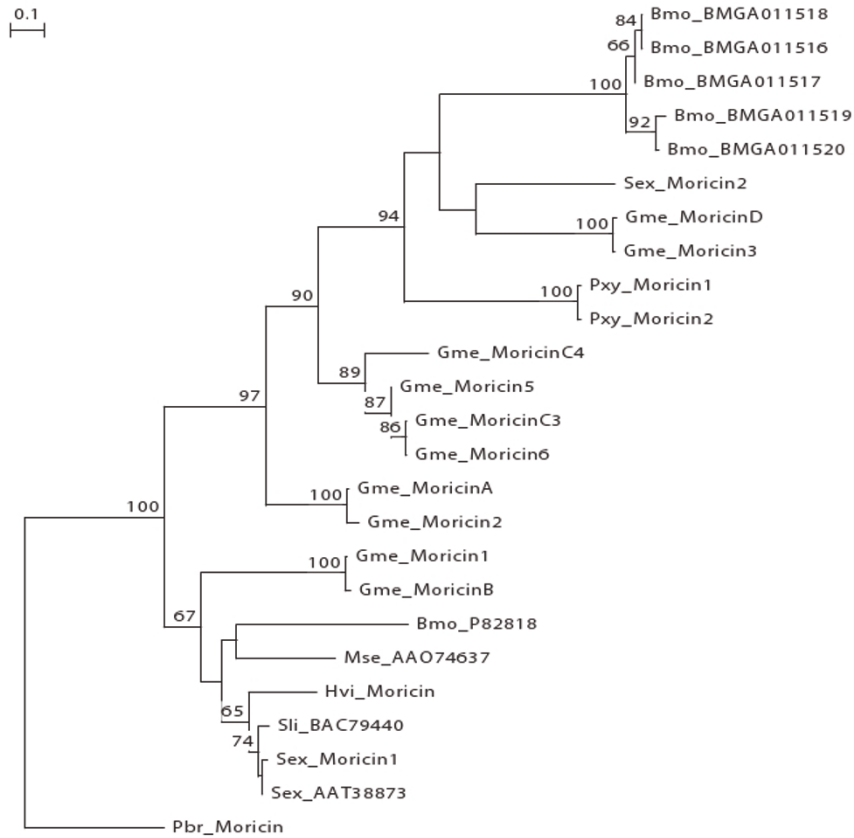 0.1
84
Bmo_BMGA011518
66
Bmo_BMGA011516
100
Bmo_BMGA011517
92
Bmo_BMGA011519
Bmo_BMGA011520
Sex_Moricin2
94
100
Gme_MoricinD
Gme_Moricin3
90
100
Pxy_Moricin1
Pxy_Moricin2
Gme_MoricinC4
89
Gme_Moricin5
97
87
Gme_MoricinC3
86
Gme_Moricin6
100
Gme_MoricinA
100
Gme_Moricin2
100
Gme_Moricin1
Gme_MoricinB
67
Bmo_P82818
Mse_AAO74637
Hvi_Moricin
65
Sli_BAC79440
74
Sex_Moricin1
Sex_AAT38873
Pbr_Moricin